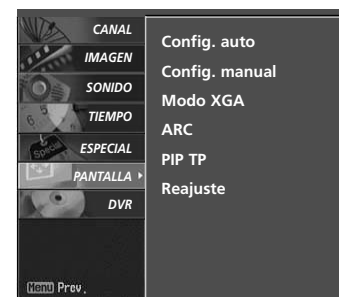 CANAL
IMAGEN
SONIDO
TIEMPO
ESPECIAL
PANTALLA
DVR
Menu Prev.
Config. auto
Config. manual
Modo XGA
ARC
PIP TP
Reajuste